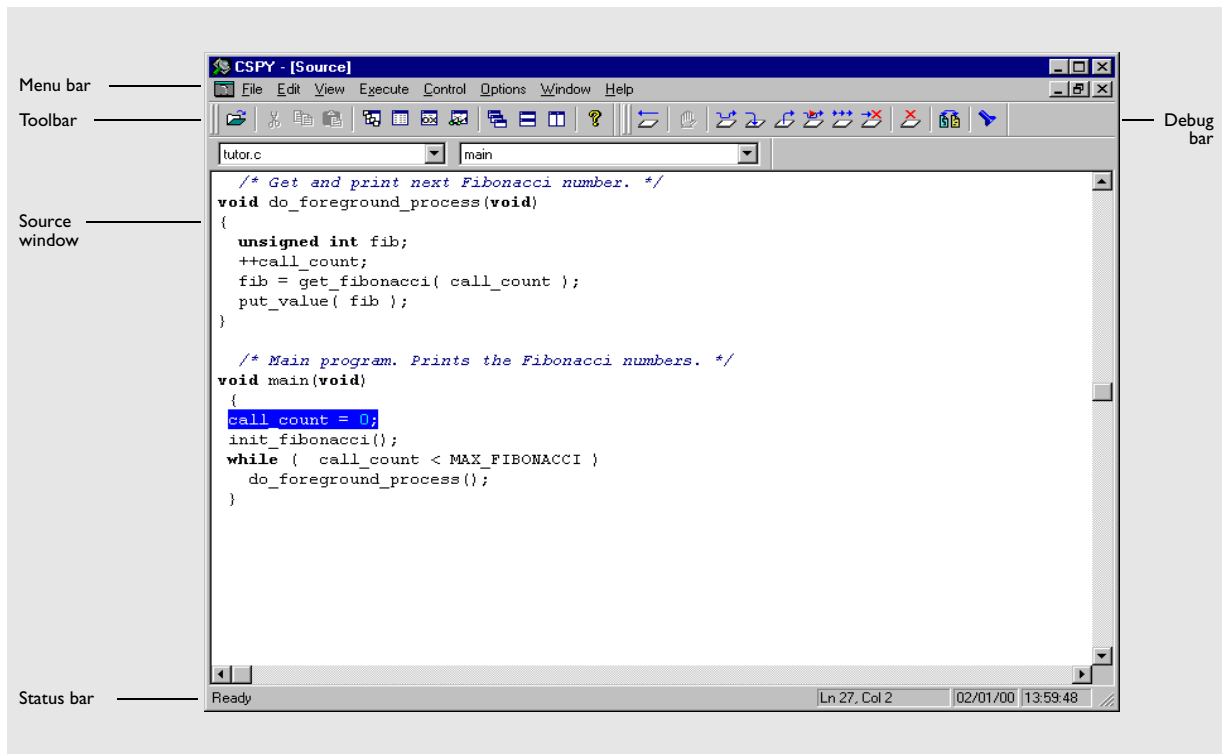 CSPY - [Source]
Menu bar
File Edit View Execute Control Options Window Help
Toolbar
Debug
bar
tutor.c main
/* Get and print next Fibonacci number. */
void do_foreground_process(void)
{
Source
window
unsigned int fib;
++call_count;
fib = get_fibonacci( call_count );
put_value( fib );
}
/* Main program. Prints the Fibonacci numbers. */
void main(void)
{
call_count = 0;
init_fibonacci();
while ( call_count < MAX_FIBONACCI )
do_foreground_process();
}
Status bar
Ready Ln 27, Col 2 02/01/00 13:59:48